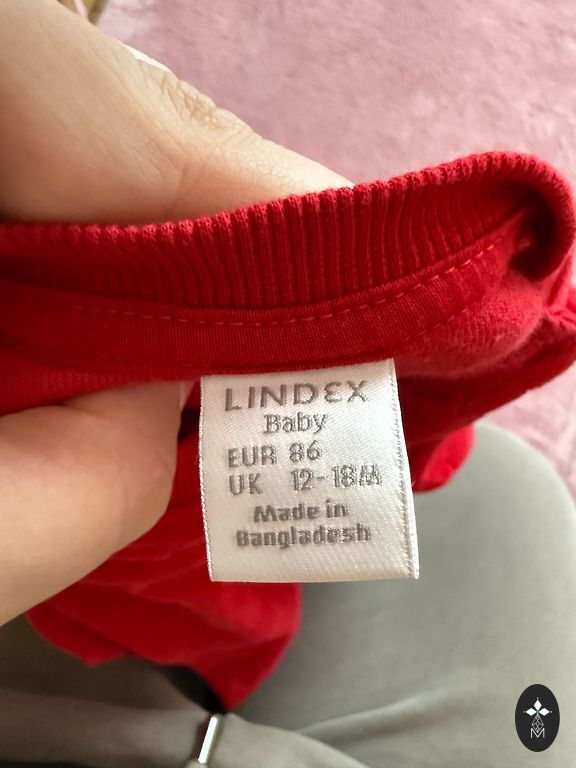 LINDEX
Baby
EUR 86
UK 12-18M
Made in
Bangladesh
M